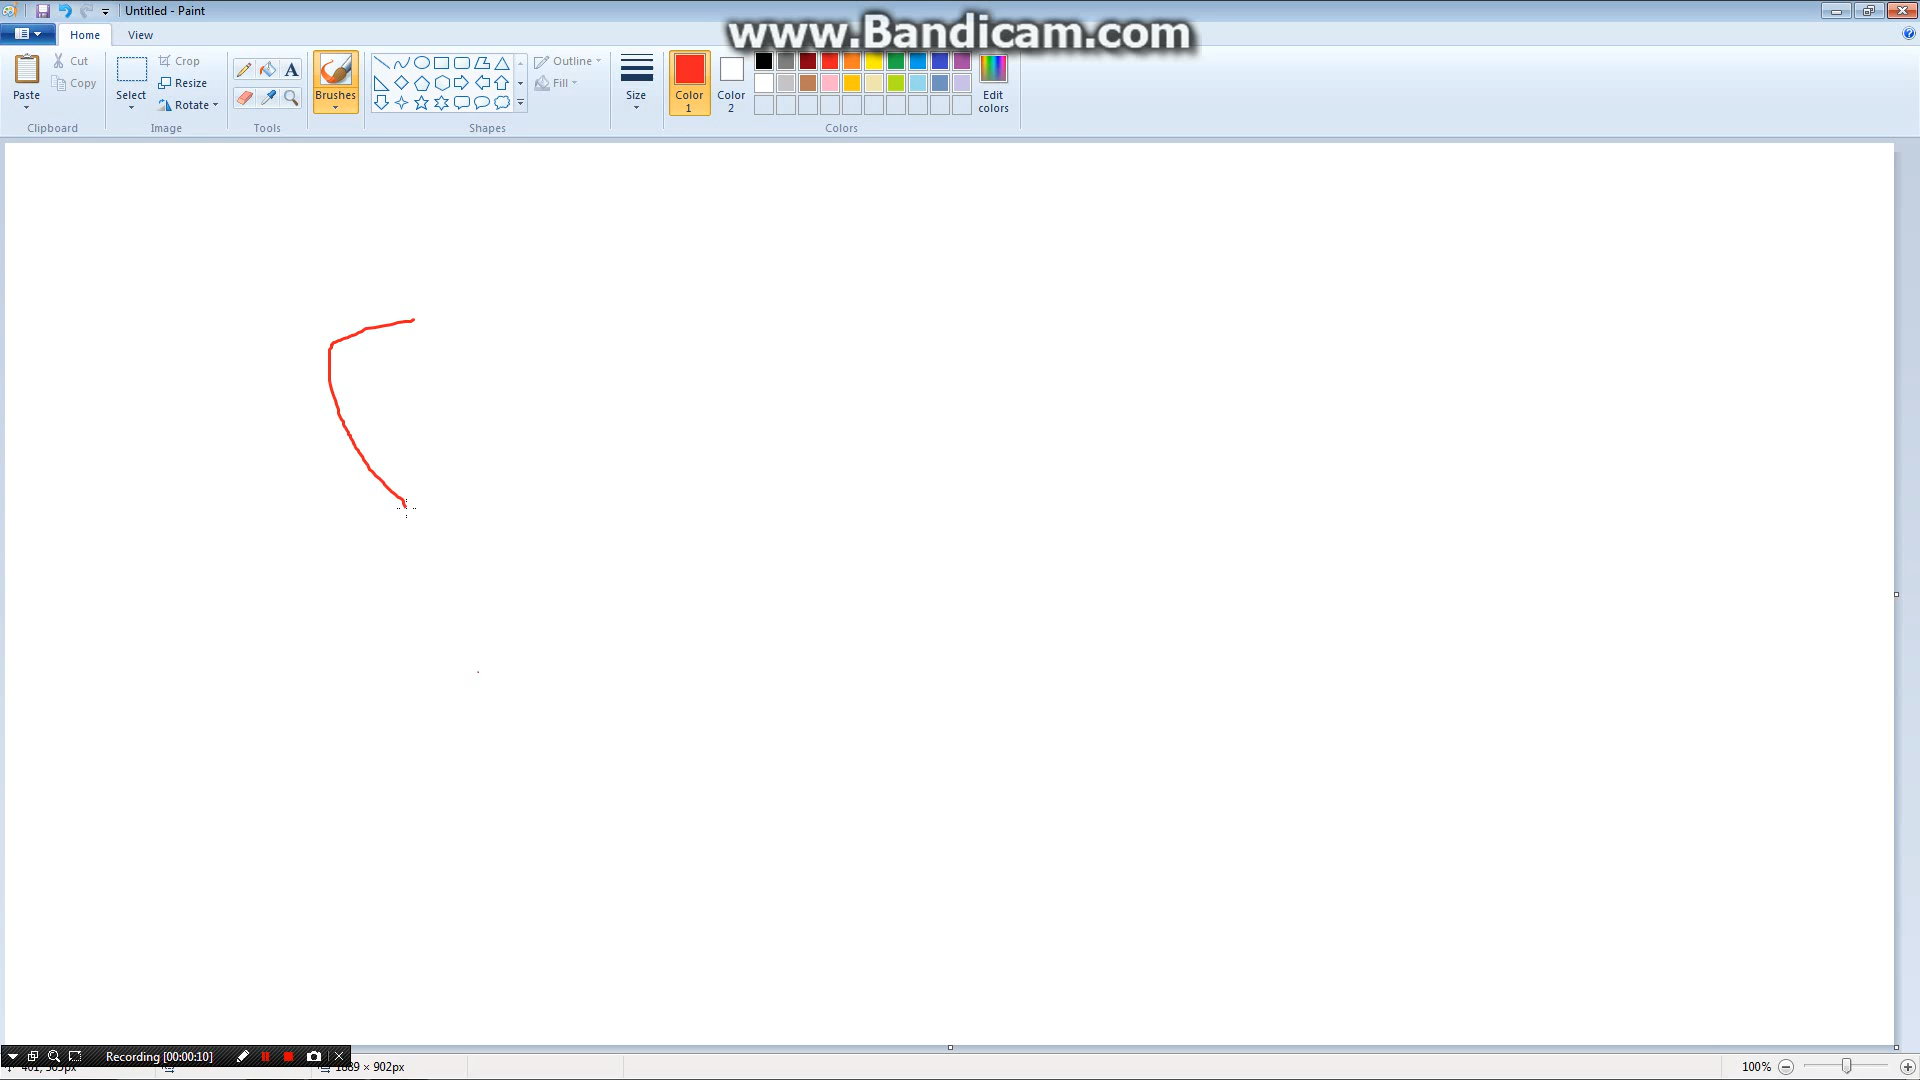 Untitled - Paint
www.Bandicam.com
Home View
Paste
Cut
Copy
Clipboard
Select
Crop
Resize
Rotate
Image
A
Tools
Brushes
Outline
Fill
Shapes
Size
Color 1
Color 2
Edit colors
Colors
Recording [00:00:10]
1889 × 902px
100%